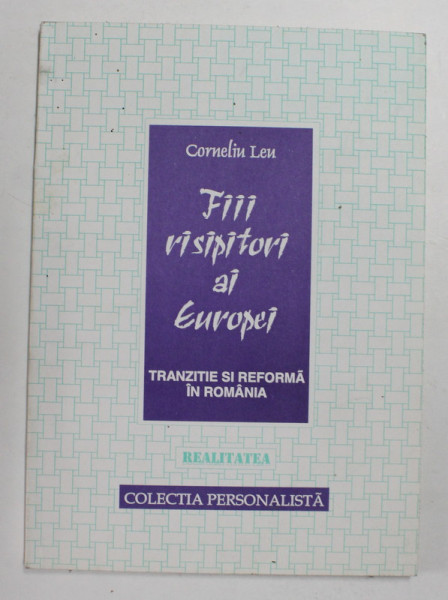 Corneliu Leu
Fiii
risipitori
ai
Europei
TRANZITIE SI REFORMĂ
ÎN ROMÂNIA
REALITATEA
COLECTIA PERSONALISTĂ